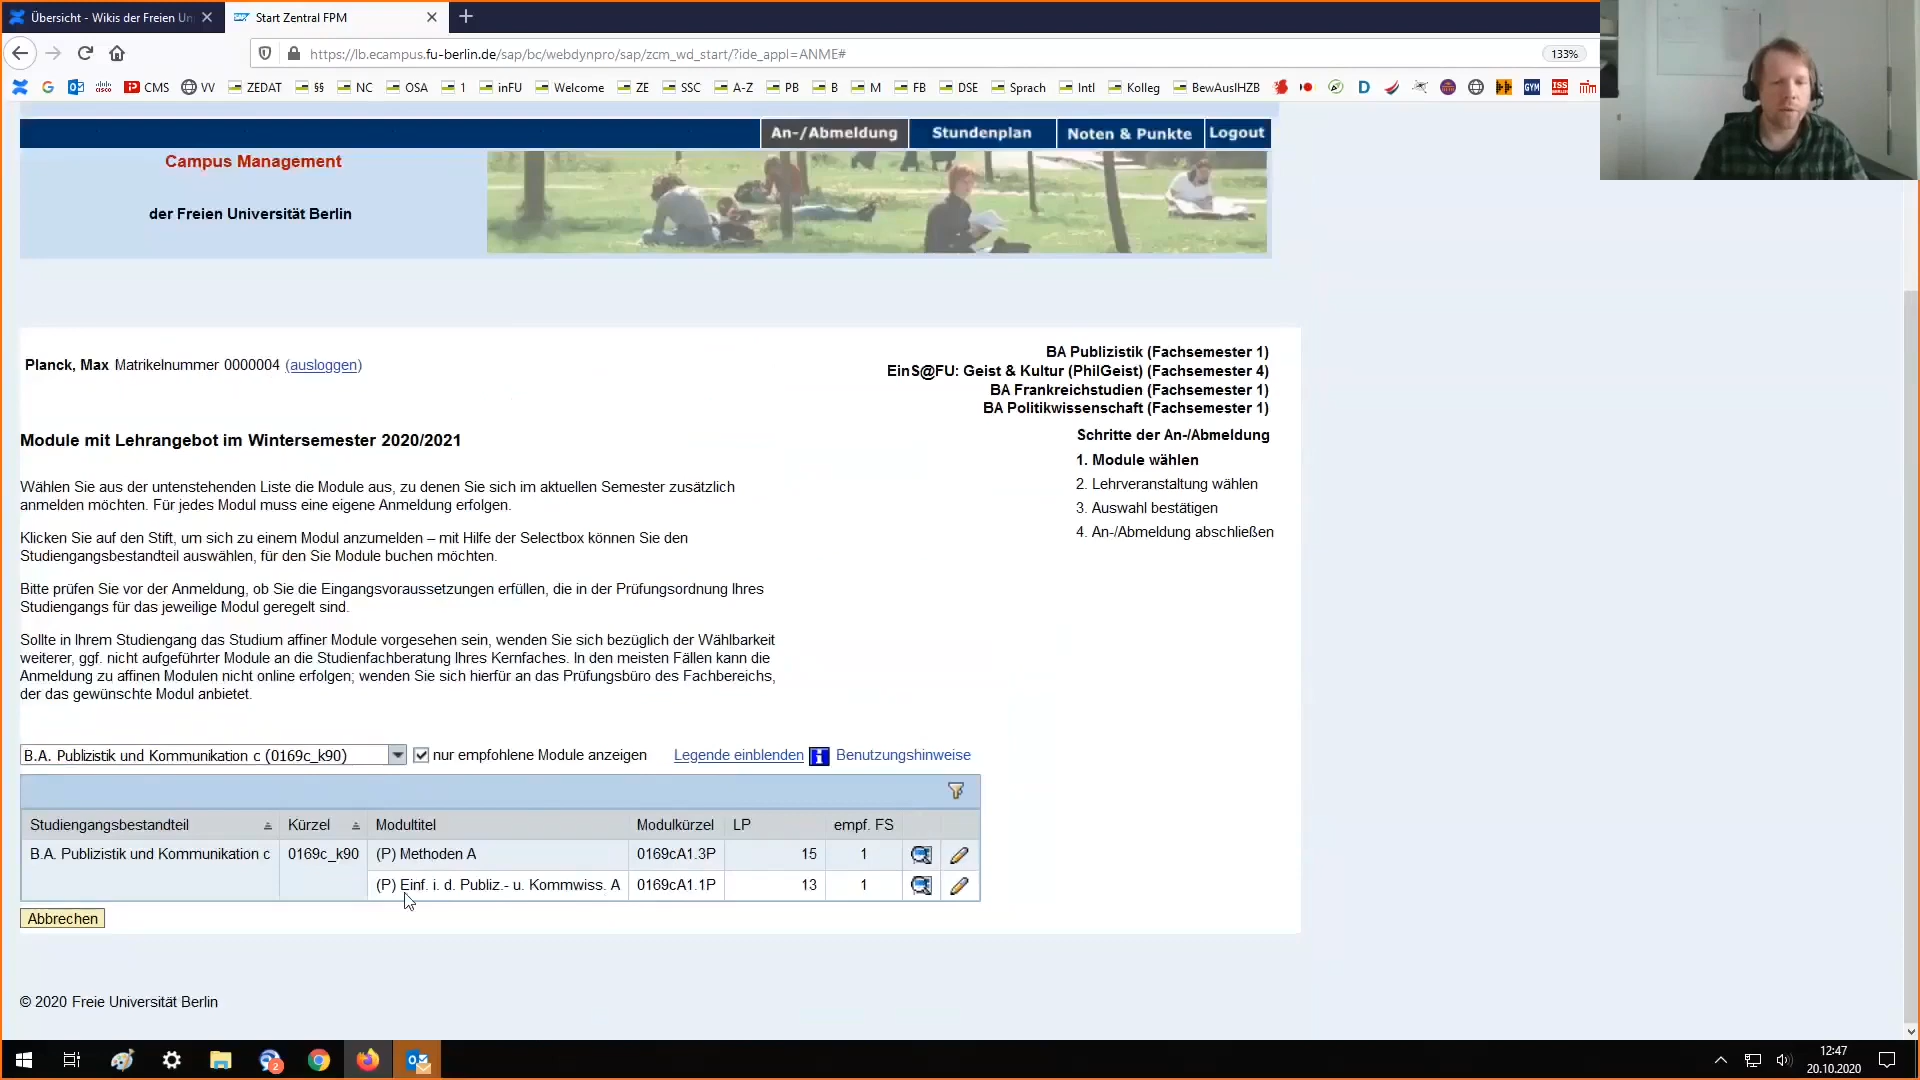 Übersicht - Wikis der Freien Un
Start Zentral FPM
https://lb.ecampus.fu-berlin.de/sap/bc/webdynpro/sap/zcm_wd_start/?ide_appl=ANME#
133%
CMS VV ZEDAT §§ NC OSA 1 inFU Welcome ZE SSC A-Z PB B M FB DSE Sprach Intl Kolleg BewAuslHZB
An-/Abmeldung Stundenplan Noten & Punkte Logout
Campus Management
der Freien Universität Berlin
Planck, Max Matrikelnummer 0000004 (ausloggen)
BA Publizistik (Fachsemester 1)
EinS@FU: Geist & Kultur (PhilGeist) (Fachsemester 4)
BA Frankreichstudien (Fachsemester 1)
BA Politikwissenschaft (Fachsemester 1)
Schritte der An-/Abmeldung
1. Module wählen
2. Lehrveranstaltung wählen
3. Auswahl bestätigen
4. An-/Abmeldung abschließen
Module mit Lehrangebot im Wintersemester 2020/2021
Wählen Sie aus der untenstehenden Liste die Module aus, zu denen Sie sich im aktuellen Semester zusätzlich
anmelden möchten. Für jedes Modul muss eine eigene Anmeldung erfolgen.
Klicken Sie auf den Stift, um sich zu einem Modul anzumelden – mit Hilfe der Selectbox können Sie den
Studiengangsbestandteil auswählen, für den Sie Module buchen möchten.
Bitte prüfen Sie vor der Anmeldung, ob Sie die Eingangsvoraussetzungen erfüllen, die in der Prüfungsordnung Ihres
Studiengangs für das jeweilige Modul geregelt sind.
Sollte in Ihrem Studiengang das Studium affiner Module vorgesehen sein, wenden Sie sich bezüglich der Wählbarkeit
weiterer, ggf. nicht aufgeführter Module an die Studienfachberatung Ihres Kernfaches. In den meisten Fällen kann die
Anmeldung zu affinen Modulen nicht online erfolgen; wenden Sie sich hierfür an das Prüfungsbüro des Fachbereichs,
der das gewünschte Modul anbietet.
B.A. Publizistik und Kommunikation c (0169c_k90) nur empfohlene Module anzeigen Legende einblenden Benutzungshinweise
Studiengangsbestandteil Kürzel Modultitel Modulkürzel LP empf. FS
B.A. Publizistik und Kommunikation c 0169c_k90 (P) Methoden A 0169cA1.3P 15 1
(P) Einf. i. d. Publiz.- u. Kommwiss. A 0169cA1.1P 13 1
Abbrechen
© 2020 Freie Universität Berlin
12:47
20.10.2020